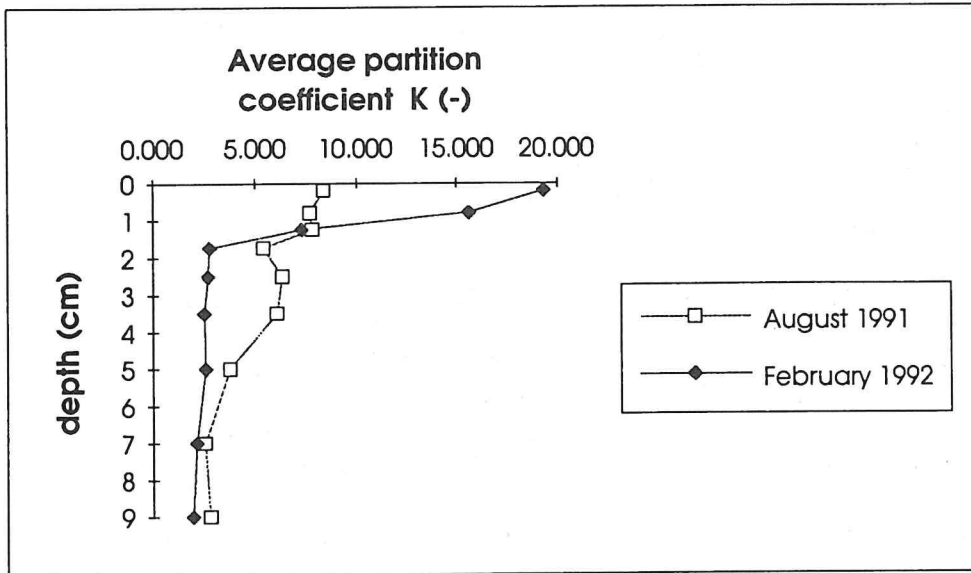 Average partition
coefficient K (-)
0.000 5.000 10.000 15.000 20.000
0
1
2
3
4
5
6
7
8
9
depth (cm)
August 1991
February 1992